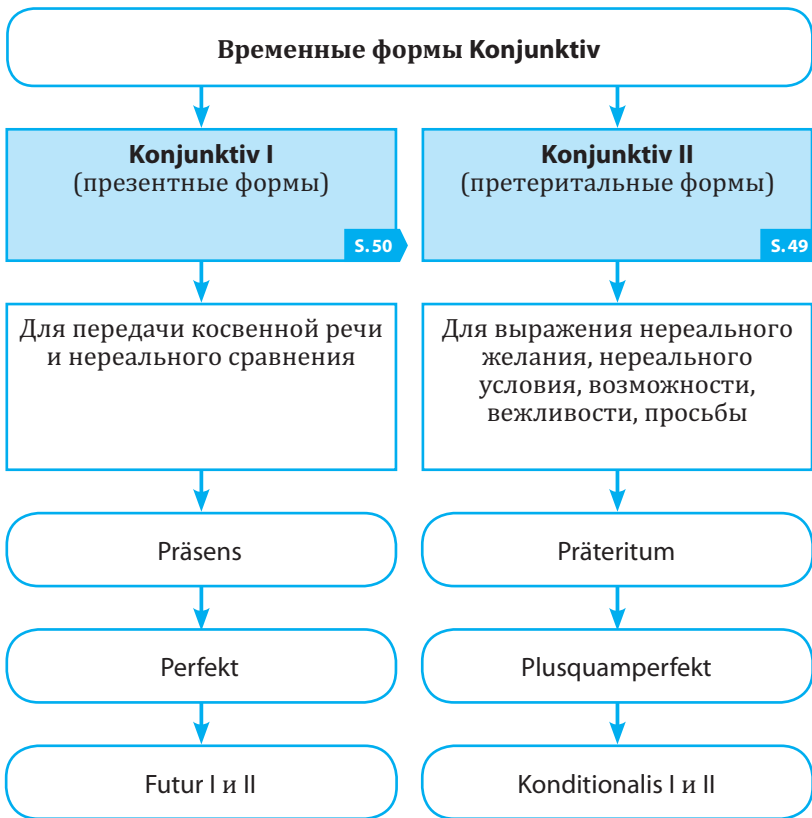 Временные формы Konjunktiv
Konjunktiv I
(презентные формы)
S. 50
Konjunktiv II
(претеритальные формы)
S. 49
Для передачи косвенной речи
и нереального сравнения
Для выражения нереального
желания, нереального
условия, возможности,
вежливости, просьбы
Präsens
Präteritum
Perfekt
Plusquamperfekt
Futur I и II
Konditionalis I и II